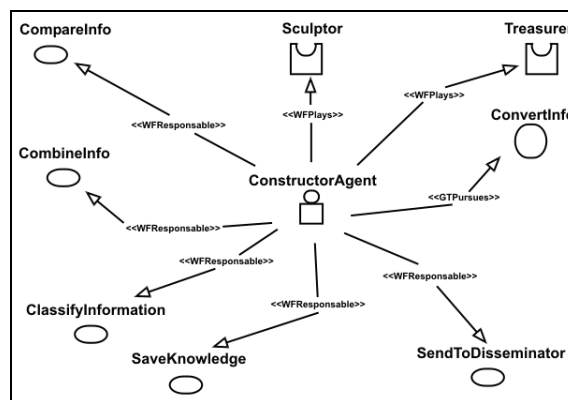 CompareInfo
Sculptor
Treasurer
<<WFPlays>>
<<WFPlays>>
<<WFResponsable>>
ConvertInfo
CombineInfo
ConstructorAgent
<<GTPursues>>
<<WFResponsable>>
<<WFResponsable>>
<<WFResponsable>>
<<WFResponsable>>
ClassifyInformation
SaveKnowledge
SendToDisseminator